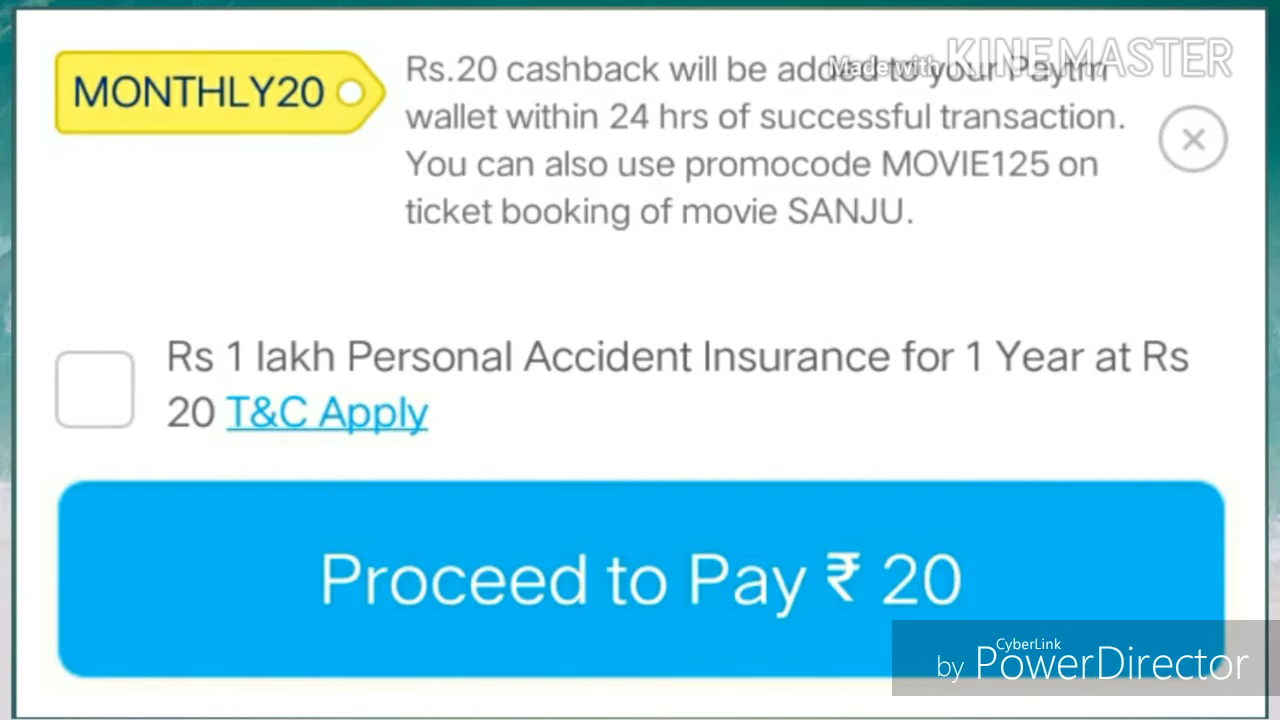 MONTHLY20
Rs.20 cashback will be added to your Paytm
wallet within 24 hrs of successful transaction.
You can also use promocode MOVIE125 on
ticket booking of movie SANJU.
Made with KINEMASTER
Rs 1 lakh Personal Accident Insurance for 1 Year at Rs
20 T&C Apply
Proceed to Pay ₹ 20
CyberLink
by PowerDirector